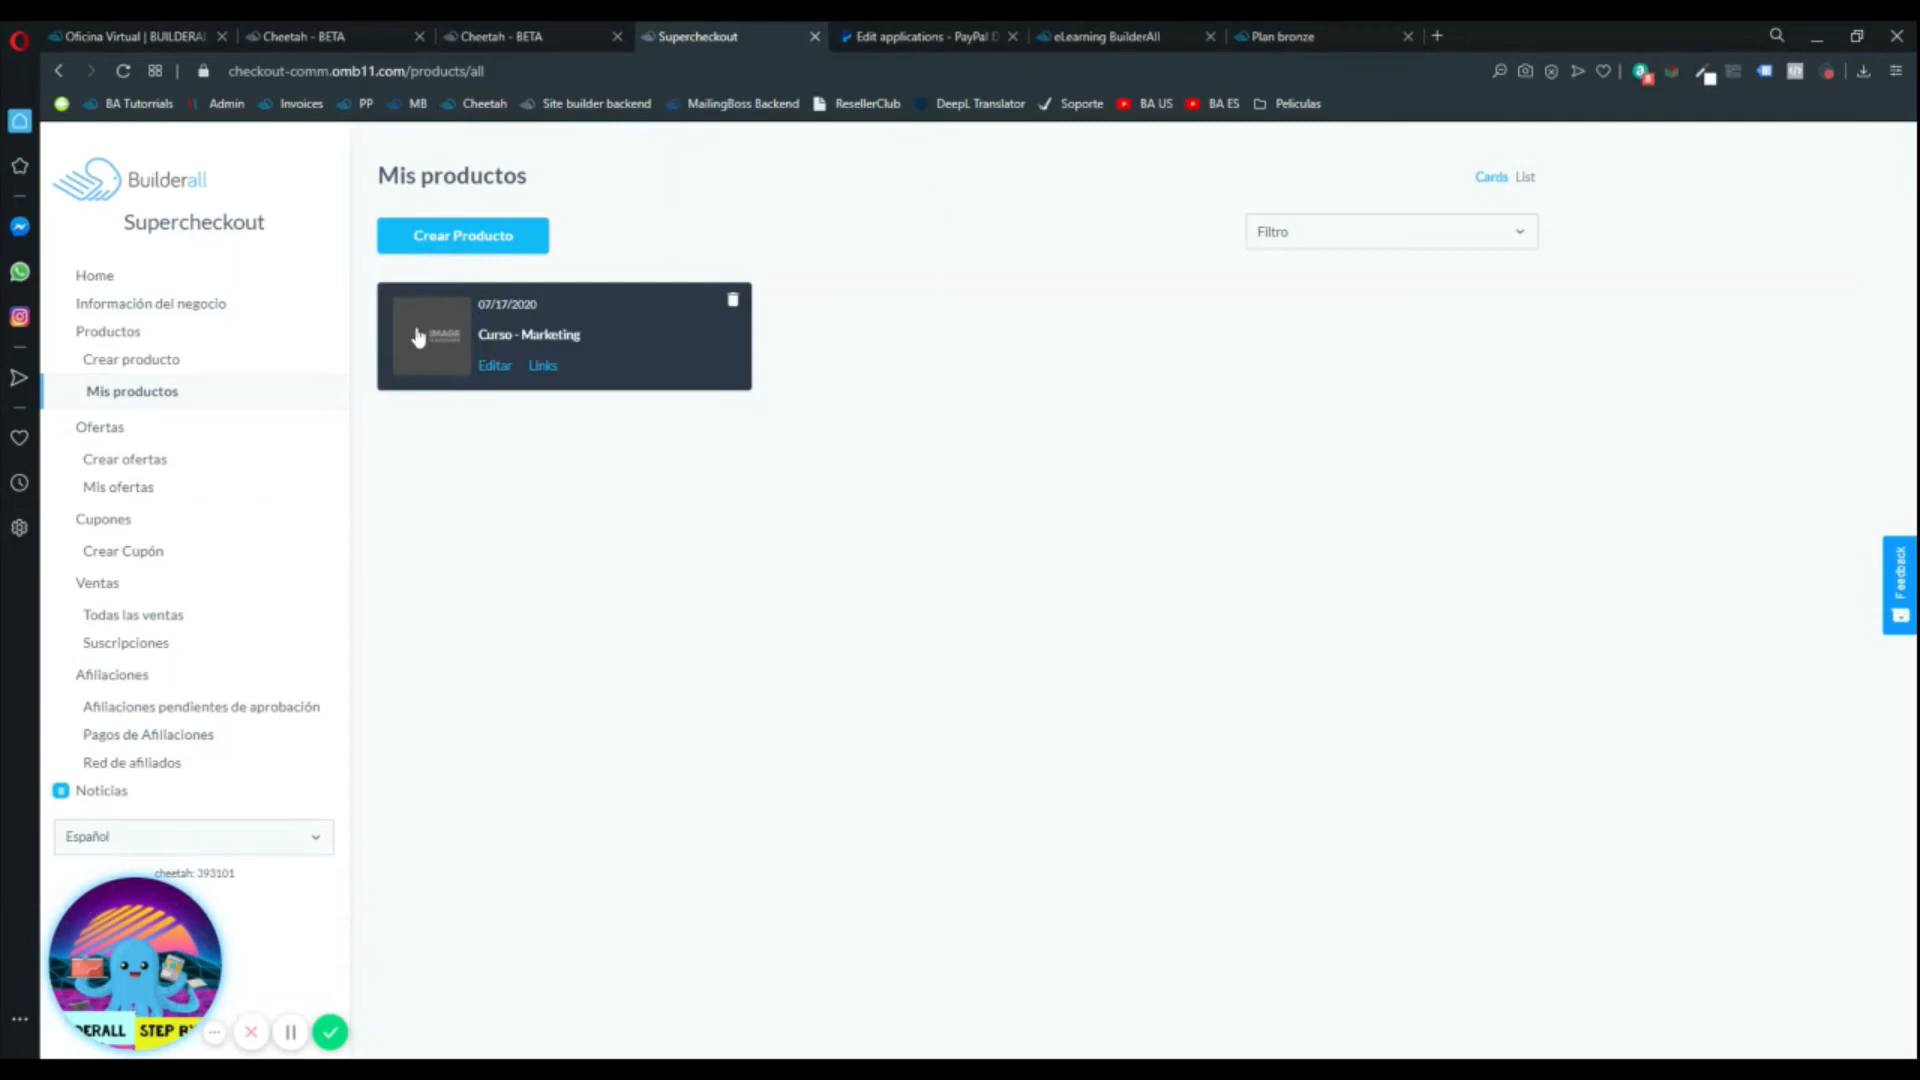 Oficina Virtual | BUILDERAL
Cheetah - BETA
Cheetah - BETA
Supercheckout
Edit applications - PayPal D
eLearning BuilderAll
Plan bronze
checkout-comm.omb11.com/products/all
BA Tutorrials
Admin
Invoices
PP
MB
Cheetah
Site builder backend
MailingBoss Backend
ResellerClub
DeepL Translator
Soporte
BA US
BA ES
Peliculas
Builderall
Supercheckout
Home
Información del negocio
Productos
Crear producto
Mis productos
Ofertas
Crear ofertas
Mis ofertas
Cupones
Crear Cupón
Ventas
Todas las ventas
Suscripciones
Afiliaciones
Afiliaciones pendientes de aprobación
Pagos de Afiliaciones
Red de afiliados
Noticias
Español
cheetah: 393101
DERALL STEP BY
Mis productos
Cards List
Crear Producto
Filtro
07/17/2020
IMAGE
Curso - Marketing
Editar Links
Feedback